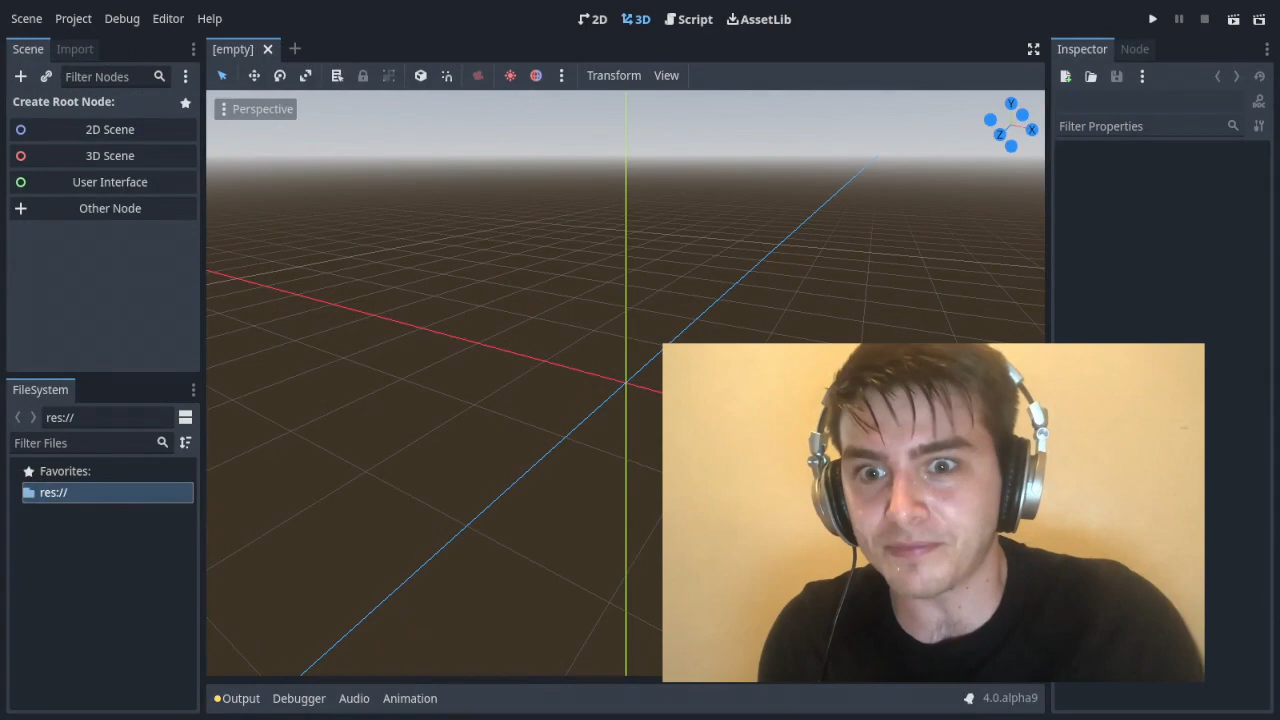 Scene Project Debug Editor Help
2D 3D Script AssetLib
Scene Import
Filter Nodes
Create Root Node:
2D Scene
3D Scene
User Interface
Other Node
FileSystem
res://
Filter Files
Favorites:
res://
[empty]
Transform View
Perspective
Y
X
Z
Output Debugger Audio Animation
4.0.alpha9
Inspector Node
DOC
Filter Properties